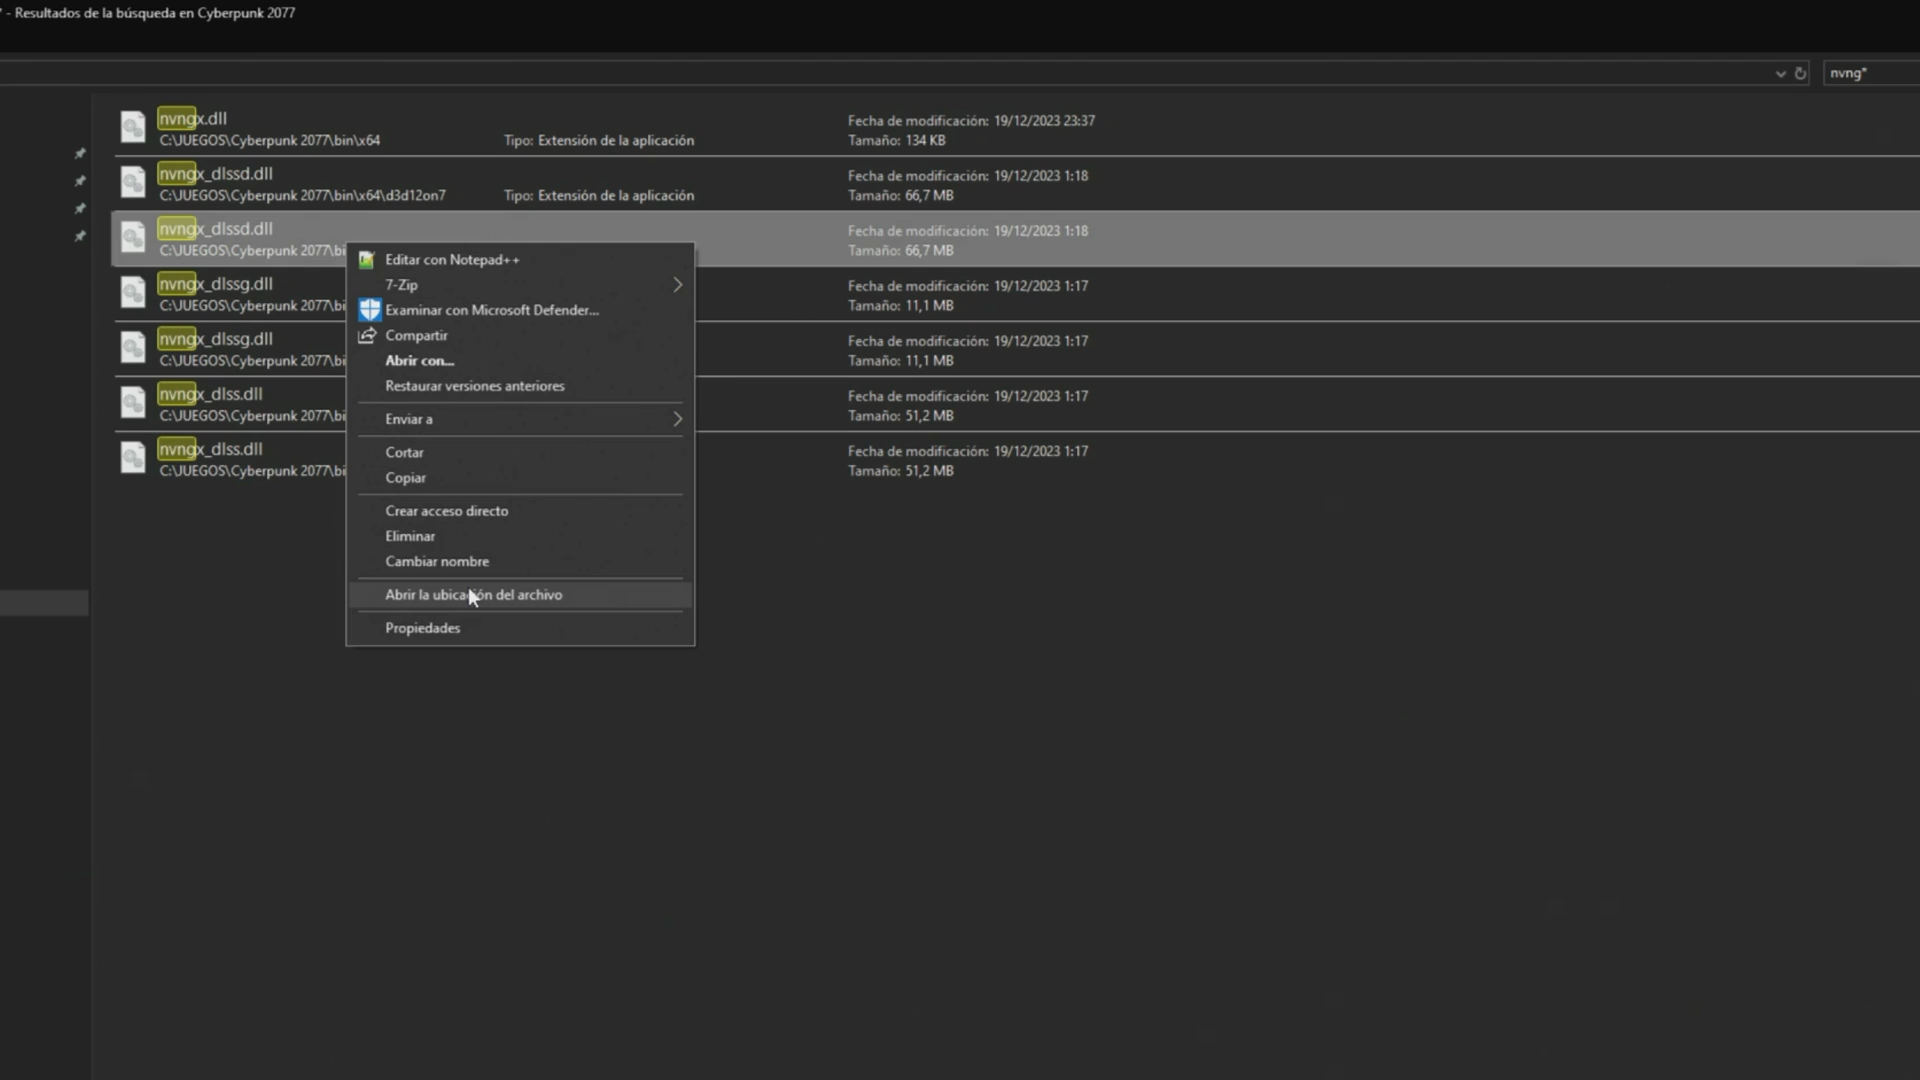 " - Resultados de la búsqueda en Cyberpunk 2077
nvng*
nvngx.dll
C:\JUEGOS\Cyberpunk 2077\bin\x64
Tipo: Extensión de la aplicación
Fecha de modificación: 19/12/2023 23:37
Tamaño: 134 KB
nvngx_dlssd.dll
C:\JUEGOS\Cyberpunk 2077\bin\x64\d3d12on7
Tipo: Extensión de la aplicación
Fecha de modificación: 19/12/2023 1:18
Tamaño: 66,7 MB
nvngx_dlssd.dll
C:\JUEGOS\Cyberpunk 2077\bi
Fecha de modificación: 19/12/2023 1:18
Tamaño: 66,7 MB
nvngx_dlssg.dll
C:\JUEGOS\Cyberpunk 2077\bi
Fecha de modificación: 19/12/2023 1:17
Tamaño: 11,1 MB
nvngx_dlssg.dll
C:\JUEGOS\Cyberpunk 2077\bi
Fecha de modificación: 19/12/2023 1:17
Tamaño: 11,1 MB
nvngx_dlss.dll
C:\JUEGOS\Cyberpunk 2077\bi
Fecha de modificación: 19/12/2023 1:17
Tamaño: 51,2 MB
nvngx_dlss.dll
C:\JUEGOS\Cyberpunk 2077\bi
Fecha de modificación: 19/12/2023 1:17
Tamaño: 51,2 MB
Editar con Notepad++
7-Zip
Examinar con Microsoft Defender...
Compartir
Abrir con...
Restaurar versiones anteriores
Enviar a
Cortar
Copiar
Crear acceso directo
Eliminar
Cambiar nombre
Abrir la ubicación del archivo
Propiedades